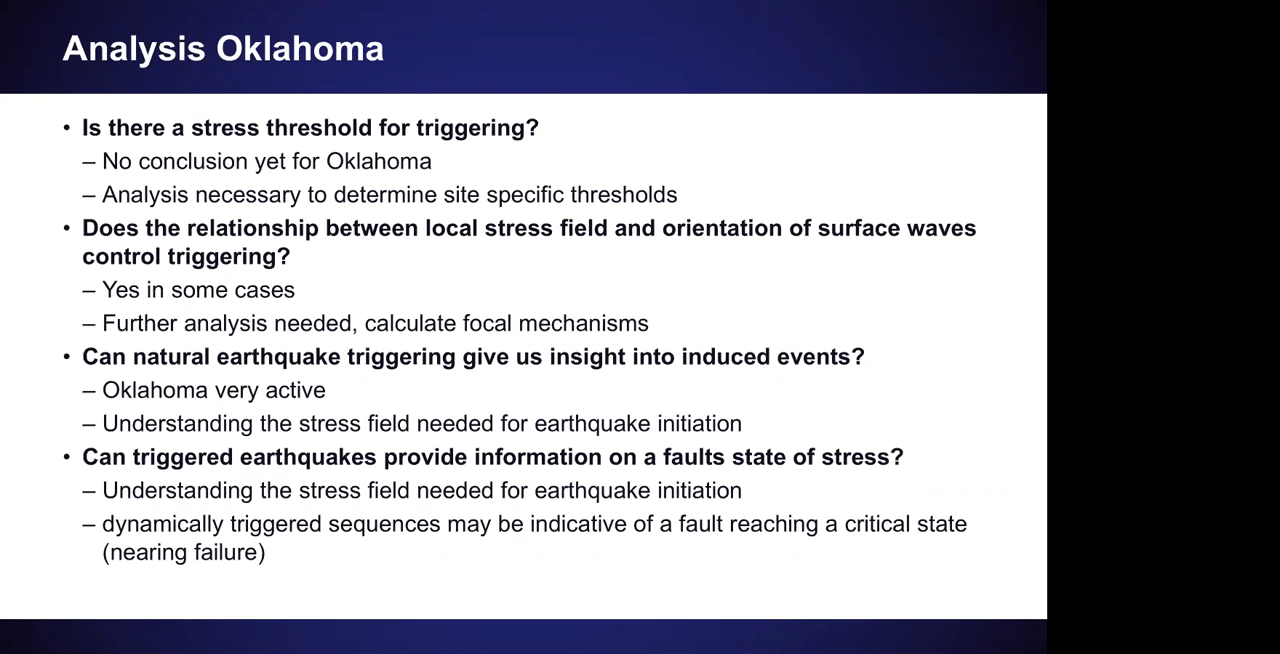 Analysis Oklahoma
• Is there a stress threshold for triggering?
– No conclusion yet for Oklahoma
– Analysis necessary to determine site specific thresholds
• Does the relationship between local stress field and orientation of surface waves
control triggering?
– Yes in some cases
– Further analysis needed, calculate focal mechanisms
• Can natural earthquake triggering give us insight into induced events?
– Oklahoma very active
– Understanding the stress field needed for earthquake initiation
• Can triggered earthquakes provide information on a faults state of stress?
– Understanding the stress field needed for earthquake initiation
– dynamically triggered sequences may be indicative of a fault reaching a critical state
(nearing failure)